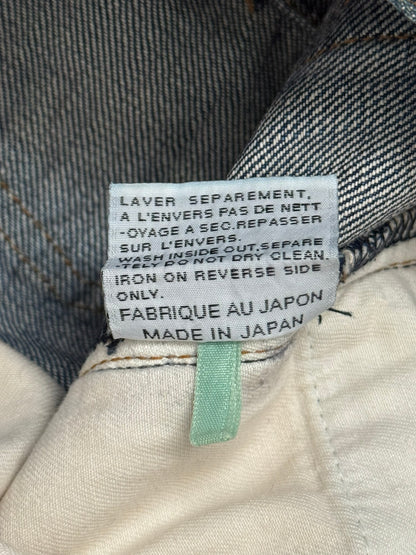 LAVER SEPAREMENT,
A L'ENVERS PAS DE NETT
-OYAGE A SEC.REPASSER
SUR L'ENVERS.
WASH INSIDE OUT.SEPARE
-TELY DO NOT DRY CLEAN.
IRON ON REVERSE SIDE
ONLY.
FABRIQUE AU JAPON
MADE IN JAPAN